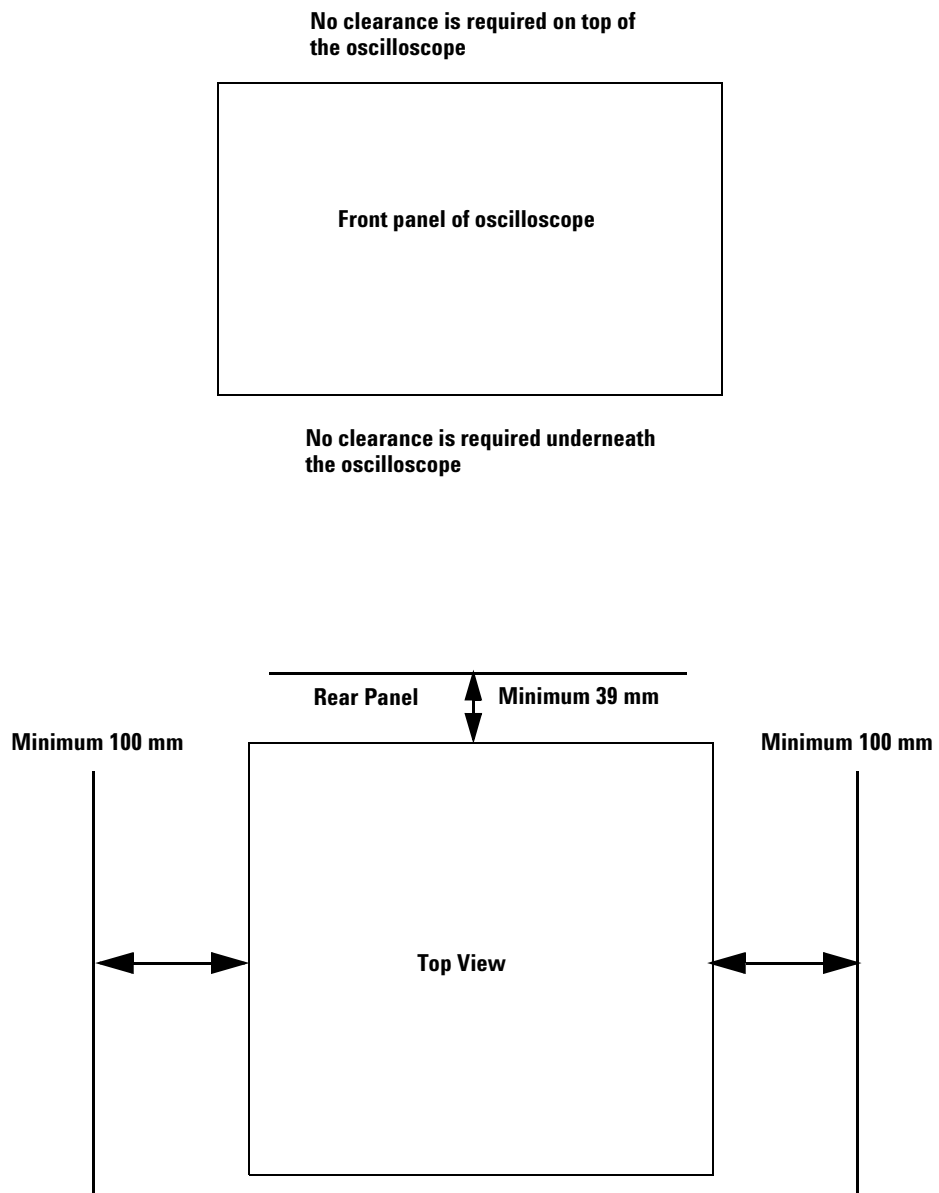 No clearance is required on top of
the oscilloscope
Front panel of oscilloscope
No clearance is required underneath
the oscilloscope
Rear Panel
Minimum 39 mm
Minimum 100 mm
Minimum 100 mm
Top View